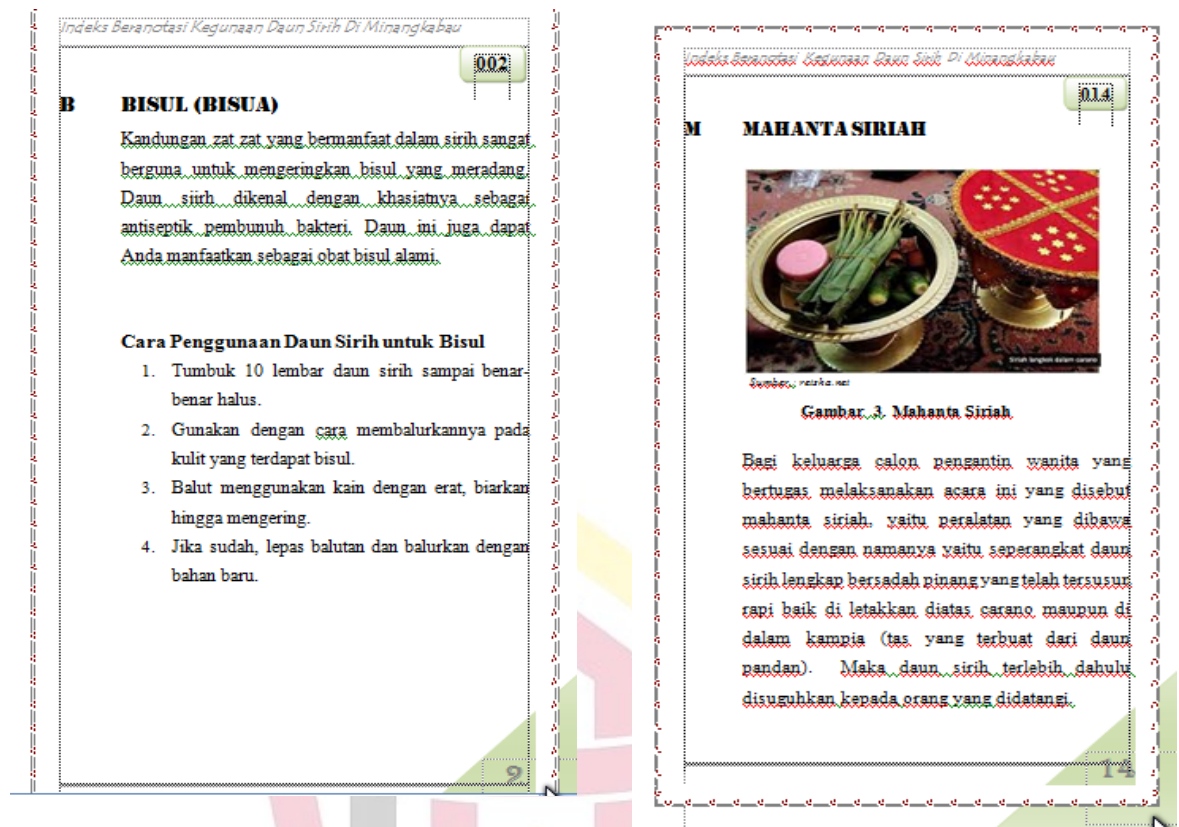 Indeks Beranotasi Kegunaan Daun Sirih Di Minangkabau
002
B BISUL (BISUA)
Kandungan zat zat yang bermanfaat dalam sirih sangat
berguna untuk mengeringkan bisul yang meradang.
Daun siirh dikenal dengan khasiatnya sebagai
antiseptik pembunuh bakteri. Daun ini juga dapat
Anda manfaatkan sebagai obat bisul alami.
Cara Penggunaan Daun Sirih untuk Bisul
1. Tumbuk 10 lembar daun sirih sampai benar-
benar halus.
2. Gunakan dengan cara membalurkannya pada
kulit yang terdapat bisul.
3. Balut menggunakan kain dengan erat, biarkan
hingga mengering.
4. Jika sudah, lepas balutan dan balurkan dengan
bahan baru.
9
Indeks Beranotasi Kegunaan Daun Sirih Di Minangkabau
014
M MAHANTA SIRIAH
Siriah langkok dalam carano
Sumber : raisha.net
Gambar 3. Mahanta Siriah
Bagi keluarga calon pengantin wanita yang
bertugas melaksanakan acara ini yang disebut
mahanta siriah, yaitu peralatan yang dibawa
sesuai dengan namanya yaitu seperangkat daun
sirih lengkap bersadah pinang yang telah tersusun
rapi baik di letakkan diatas carano maupun di
dalam kampia (tas yang terbuat dari daun
pandan). Maka daun sirih terlebih dahulu
disuguhkan kepada orang yang didatangi.
14